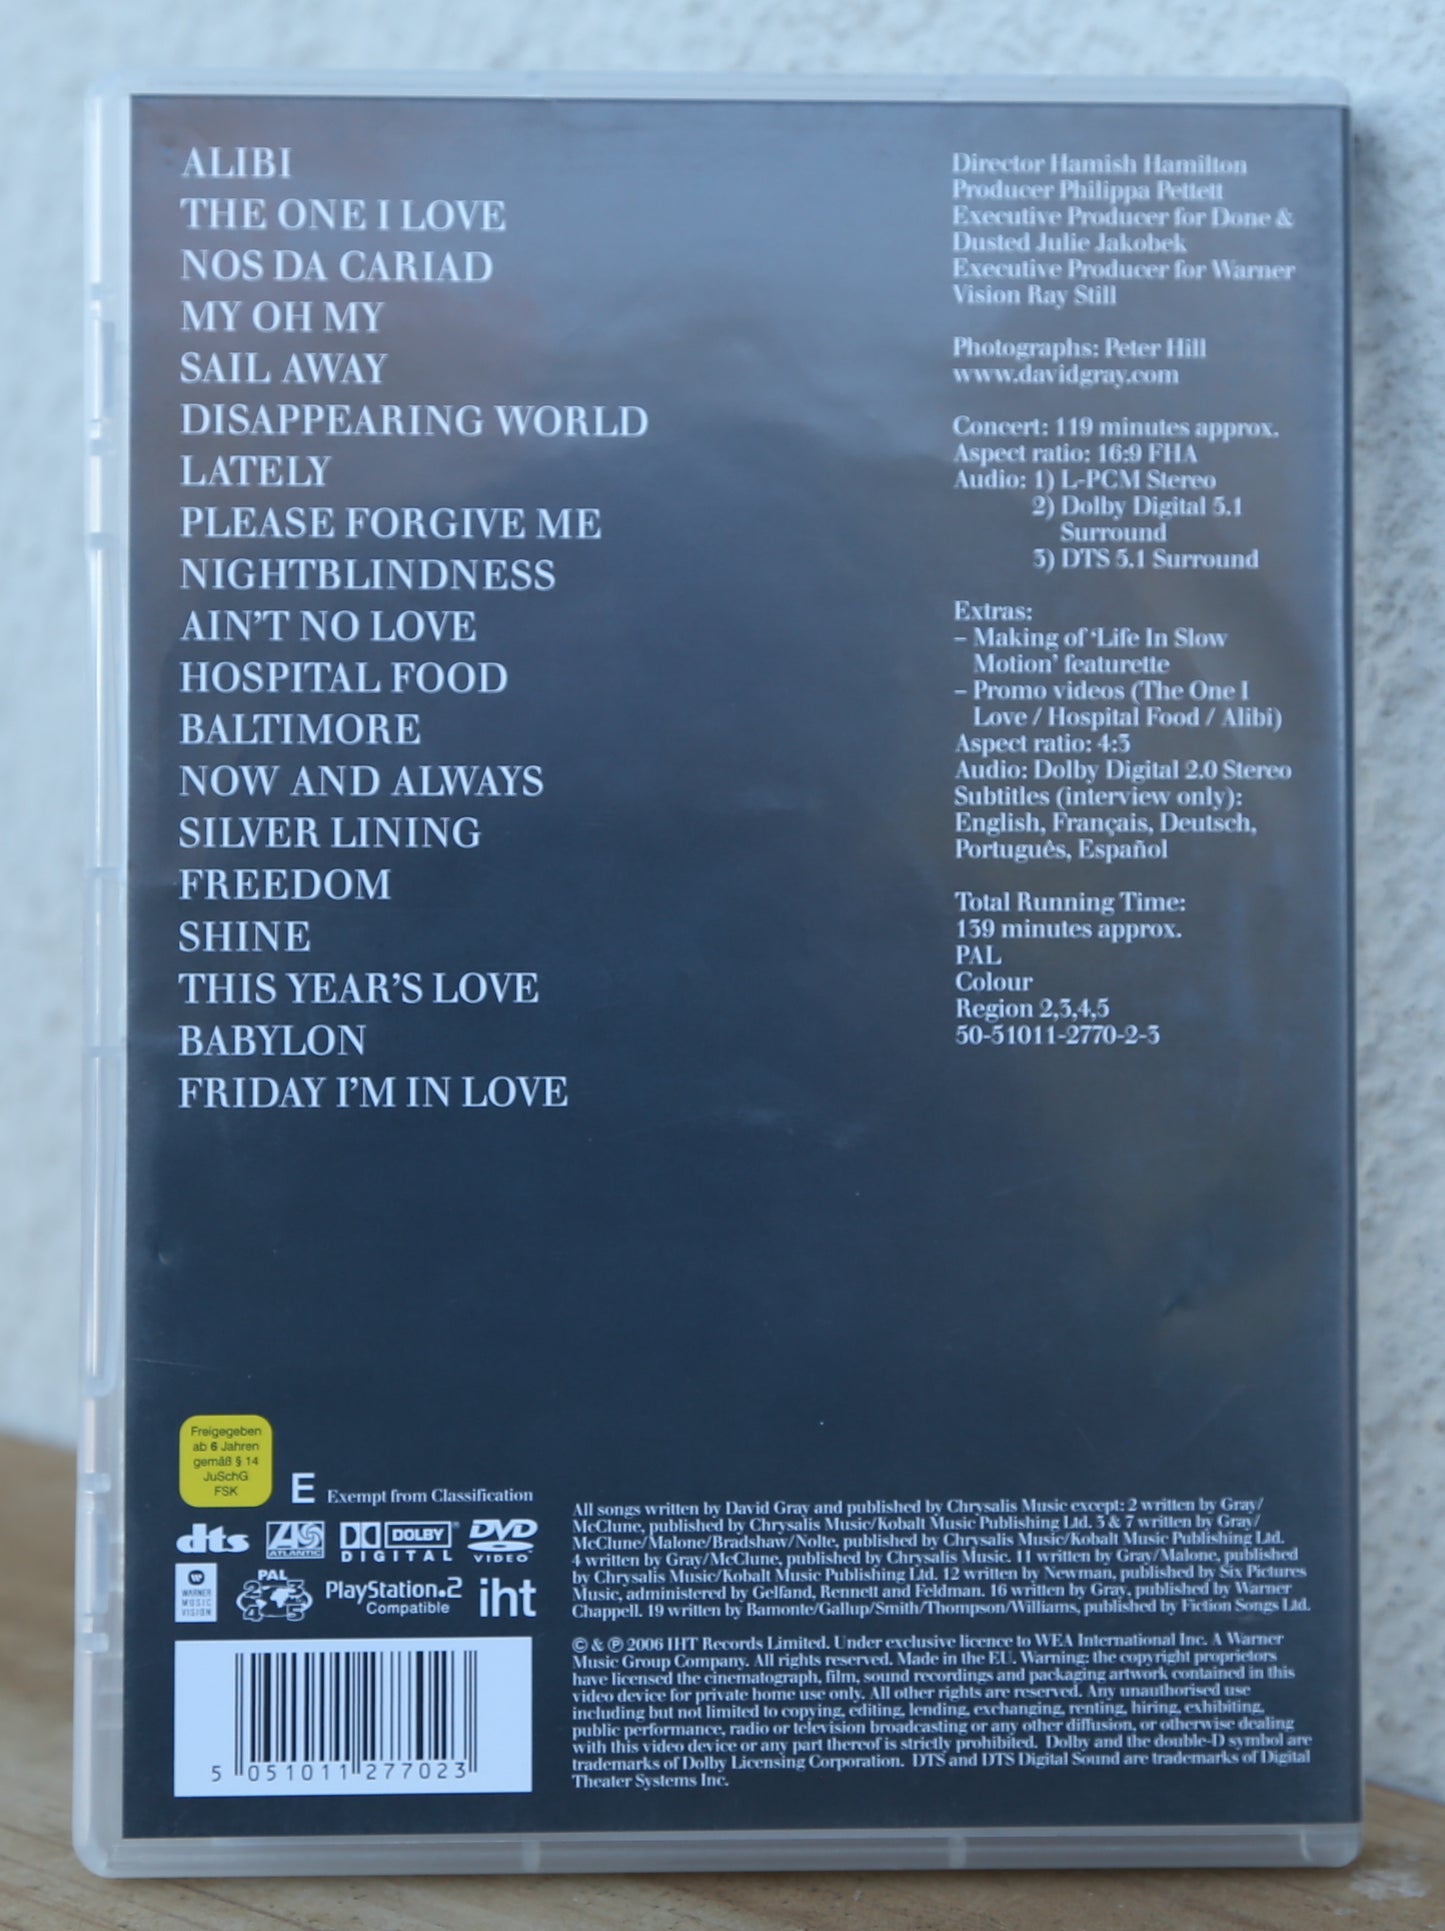 ALIBI
THE ONE I LOVE
NOS DA CARIAD
MY OH MY
SAIL AWAY
DISAPPEARING WORLD
LATELY
PLEASE FORGIVE ME
NIGHTBLINDNESS
AIN'T NO LOVE
HOSPITAL FOOD
BALTIMORE
NOW AND ALWAYS
SILVER LINING
FREEDOM
SHINE
THIS YEAR'S LOVE
BABYLON
FRIDAY I'M IN LOVE
Director Hamish Hamilton
Producer Philippa Pettett
Executive Producer for Done &
Dusted Julie Jakobek
Executive Producer for Warner
Vision Ray Still
Photographs: Peter Hill
www.davidgray.com
Concert: 119 minutes approx.
Aspect ratio: 16:9 FHA
Audio: 1) L-PCM Stereo
2) Dolby Digital 5.1
Surround
3) DTS 5.1 Surround
Extras:
– Making of 'Life In Slow
Motion' featurette
– Promo videos (The One I
Love / Hospital Food / Alibi)
Aspect ratio: 4:3
Audio: Dolby Digital 2.0 Stereo
Subtitles (interview only):
English, Français, Deutsch,
Português, Español
Total Running Time:
139 minutes approx.
PAL
Colour
Region 2,3,4,5
50-51011-2770-2-3
Freigegeben
ab 6 Jahren
gemäß § 14
JuSchG
FSK
E Exempt from Classification
dts ATLANTIC DOLBY DIGITAL DVD VIDEO
WARNER MUSIC VISION
PAL 2 3 4 5
PlayStation.2
Compatible
iht
5 051011 277023
All songs written by David Gray and published by Chrysalis Music except: 2 written by Gray/
McClune, published by Chrysalis Music/Kobalt Music Publishing Ltd. 3 & 7 written by Gray/
McClune/Malone/Bradshaw/Nolte, published by Chrysalis Music/Kobalt Music Publishing Ltd.
4 written by Gray/McClune, published by Chrysalis Music. 11 written by Gray/Malone, published
by Chrysalis Music/Kobalt Music Publishing Ltd. 12 written by Newman, published by Six Pictures
Music, administered by Gelfand, Rennett and Feldman. 16 written by Gray, published by Warner
Chappell. 19 written by Bamonte/Gallup/Smith/Thompson/Williams, published by Fiction Songs Ltd.
© & ℗ 2006 IHT Records Limited. Under exclusive licence to WEA International Inc. A Warner
Music Group Company. All rights reserved. Made in the EU. Warning: the copyright proprietors
have licensed the cinematograph, film, sound recordings and packaging artwork contained in this
video device for private home use only. All other rights are reserved. Any unauthorised use
including but not limited to copying, editing, lending, exchanging, renting, hiring, exhibiting,
public performance, radio or television broadcasting or any other diffusion, or otherwise dealing
with this video device or any part thereof is strictly prohibited. Dolby and the double-D symbol are
trademarks of Dolby Licensing Corporation. DTS and DTS Digital Sound are trademarks of Digital
Theater Systems Inc.